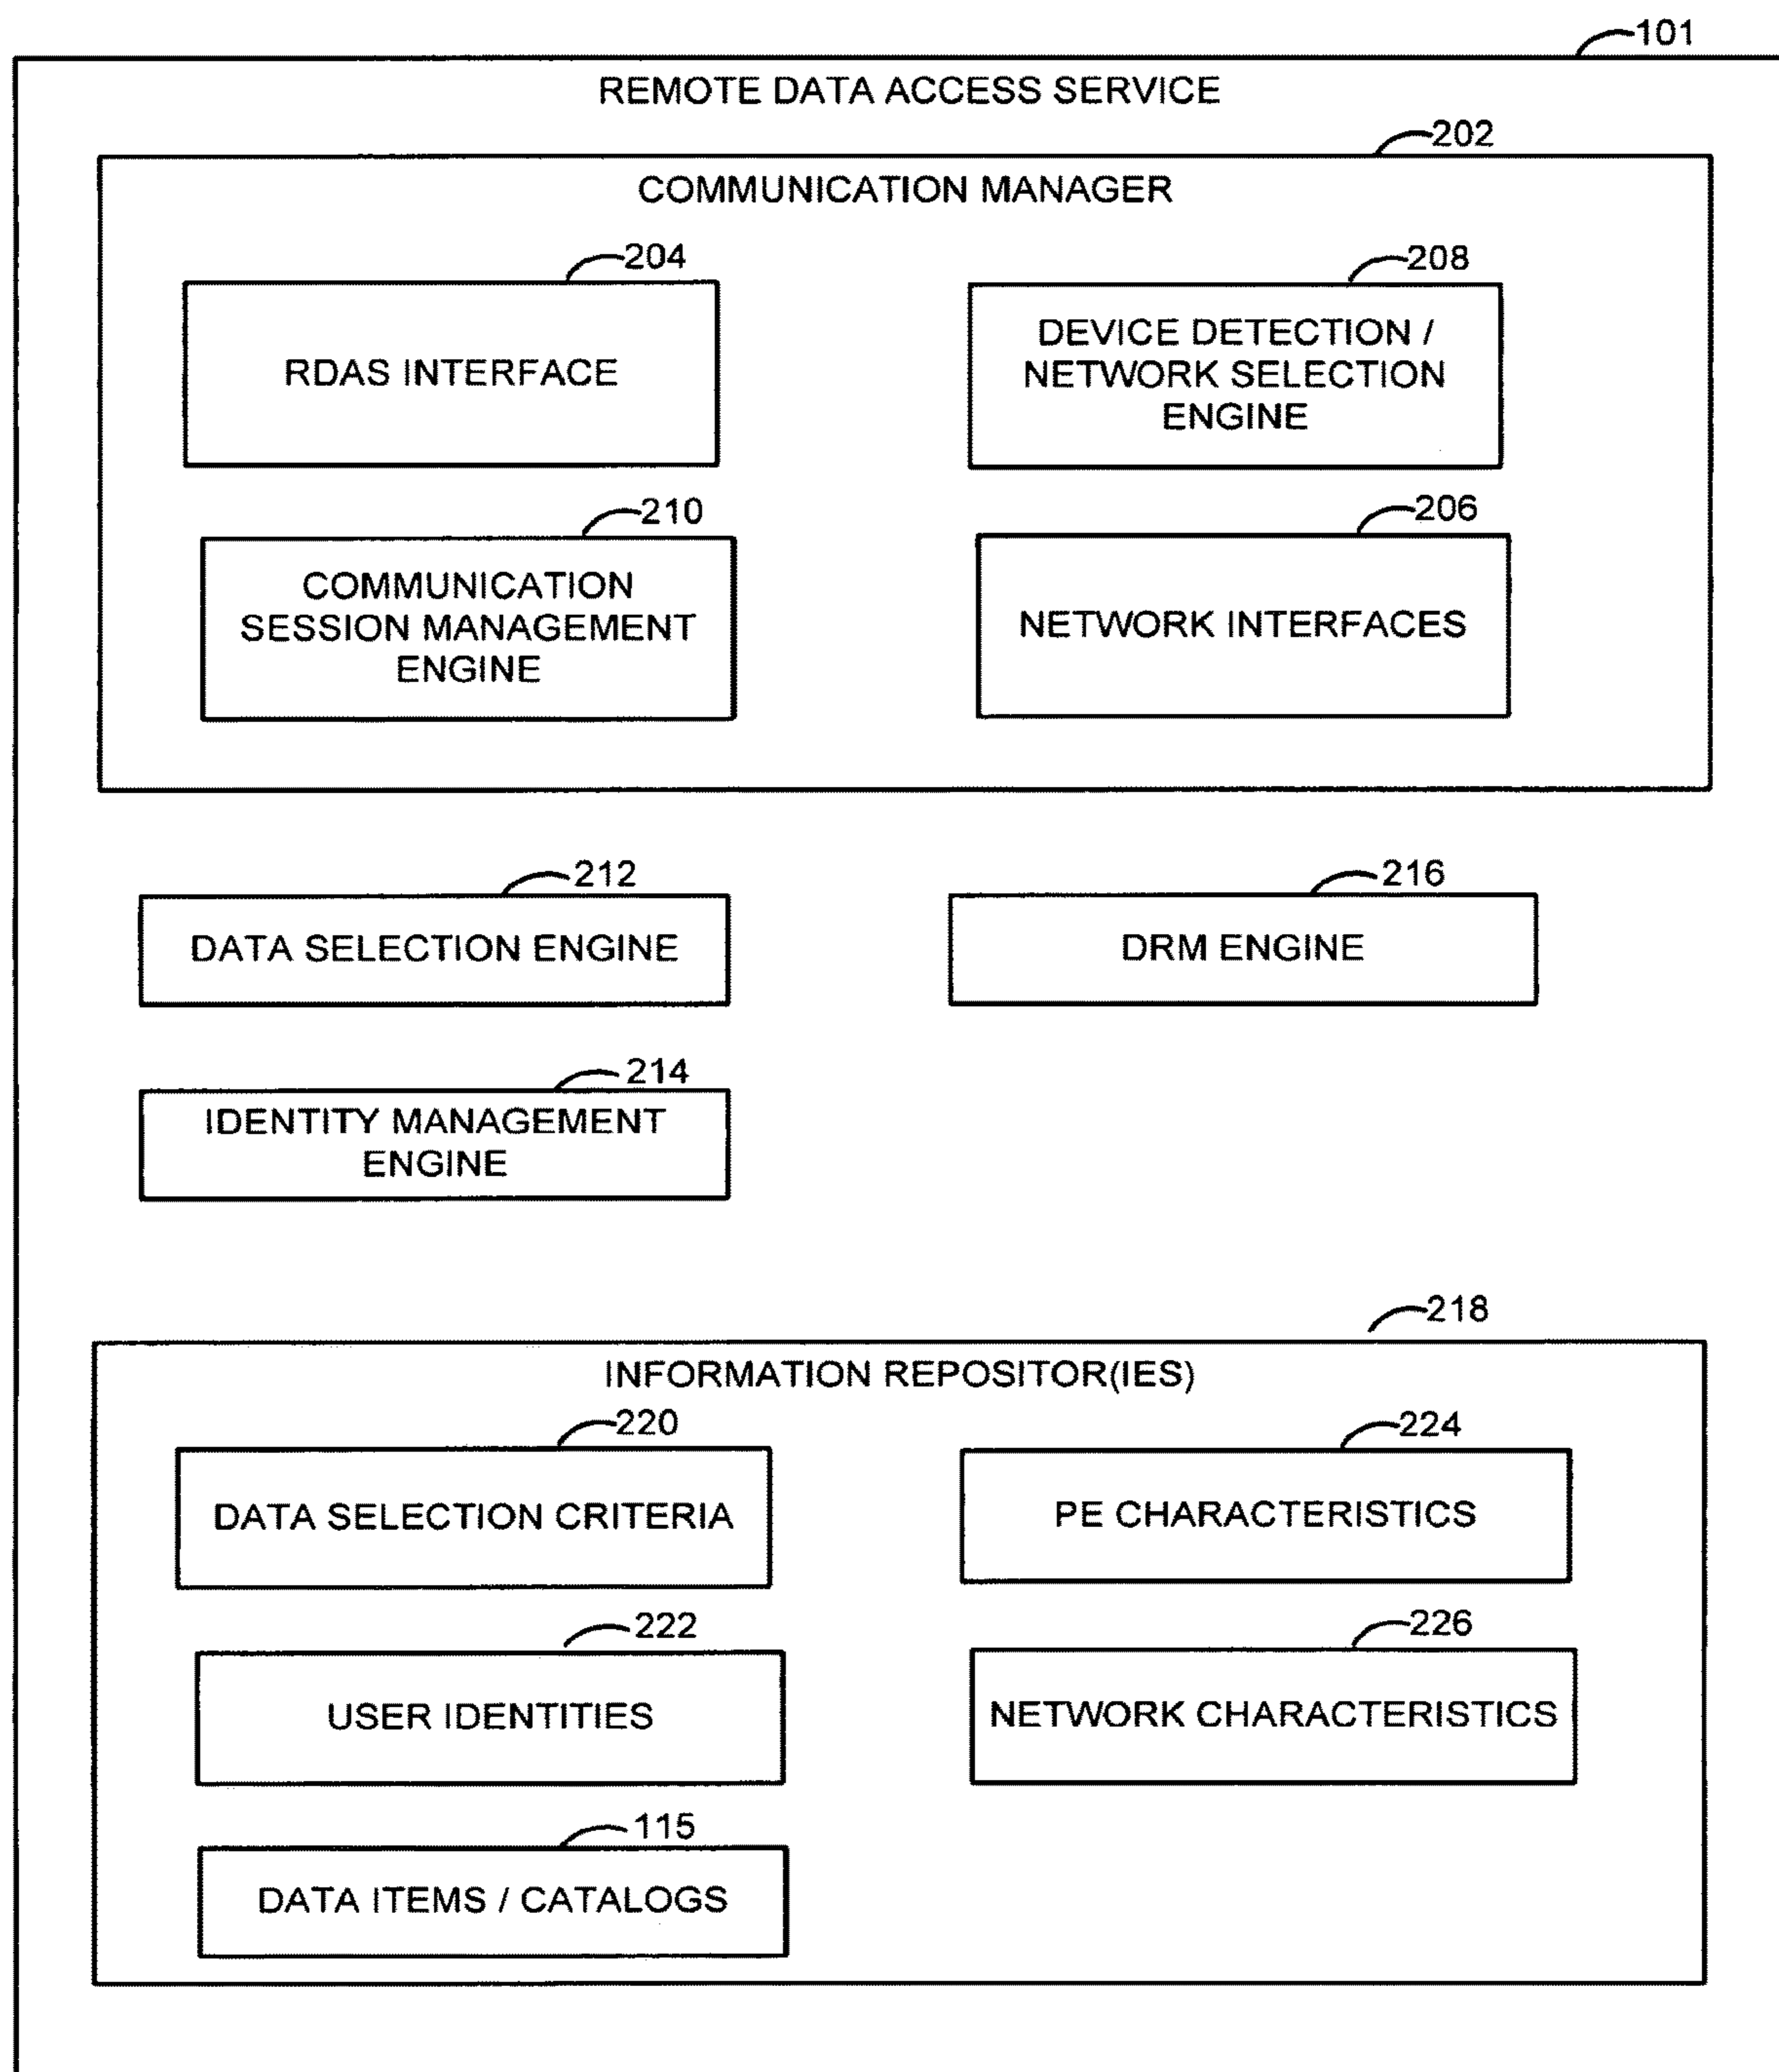 101
REMOTE DATA ACCESS SERVICE
202
COMMUNICATION MANAGER
204
RDAS INTERFACE
208
DEVICE DETECTION /
NETWORK SELECTION
ENGINE
210
COMMUNICATION
SESSION MANAGEMENT
ENGINE
206
NETWORK INTERFACES
212
DATA SELECTION ENGINE
216
DRM ENGINE
214
IDENTITY MANAGEMENT
ENGINE
218
INFORMATION REPOSITOR(IES)
220
DATA SELECTION CRITERIA
224
PE CHARACTERISTICS
222
USER IDENTITIES
226
NETWORK CHARACTERISTICS
115
DATA ITEMS / CATALOGS